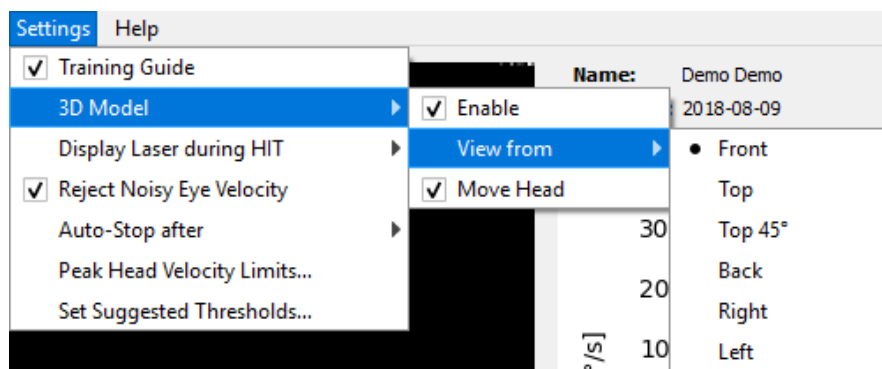 Settings Help
Training Guide
3D Model
Display Laser during HIT
Reject Noisy Eye Velocity
Auto-Stop after
Peak Head Velocity Limits...
Set Suggested Thresholds...
Enable
View from
Move Head
Name: Demo Demo
2018-08-09
Front
Top
Top 45°
Back
Right
Left
30
20
10
°/s]